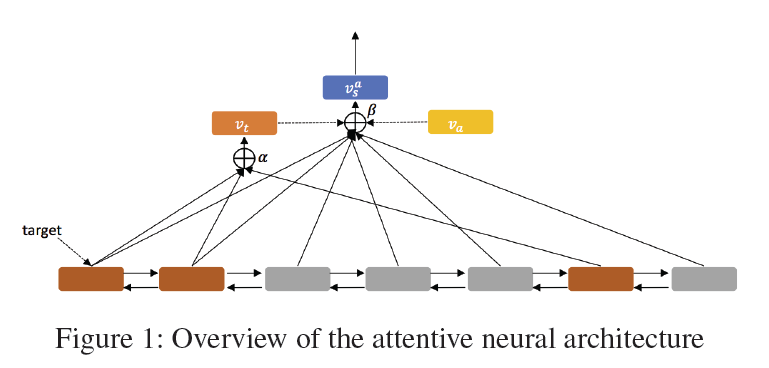 v_s^a
β
v_t
v_a
α
target
Figure 1: Overview of the attentive neural architecture